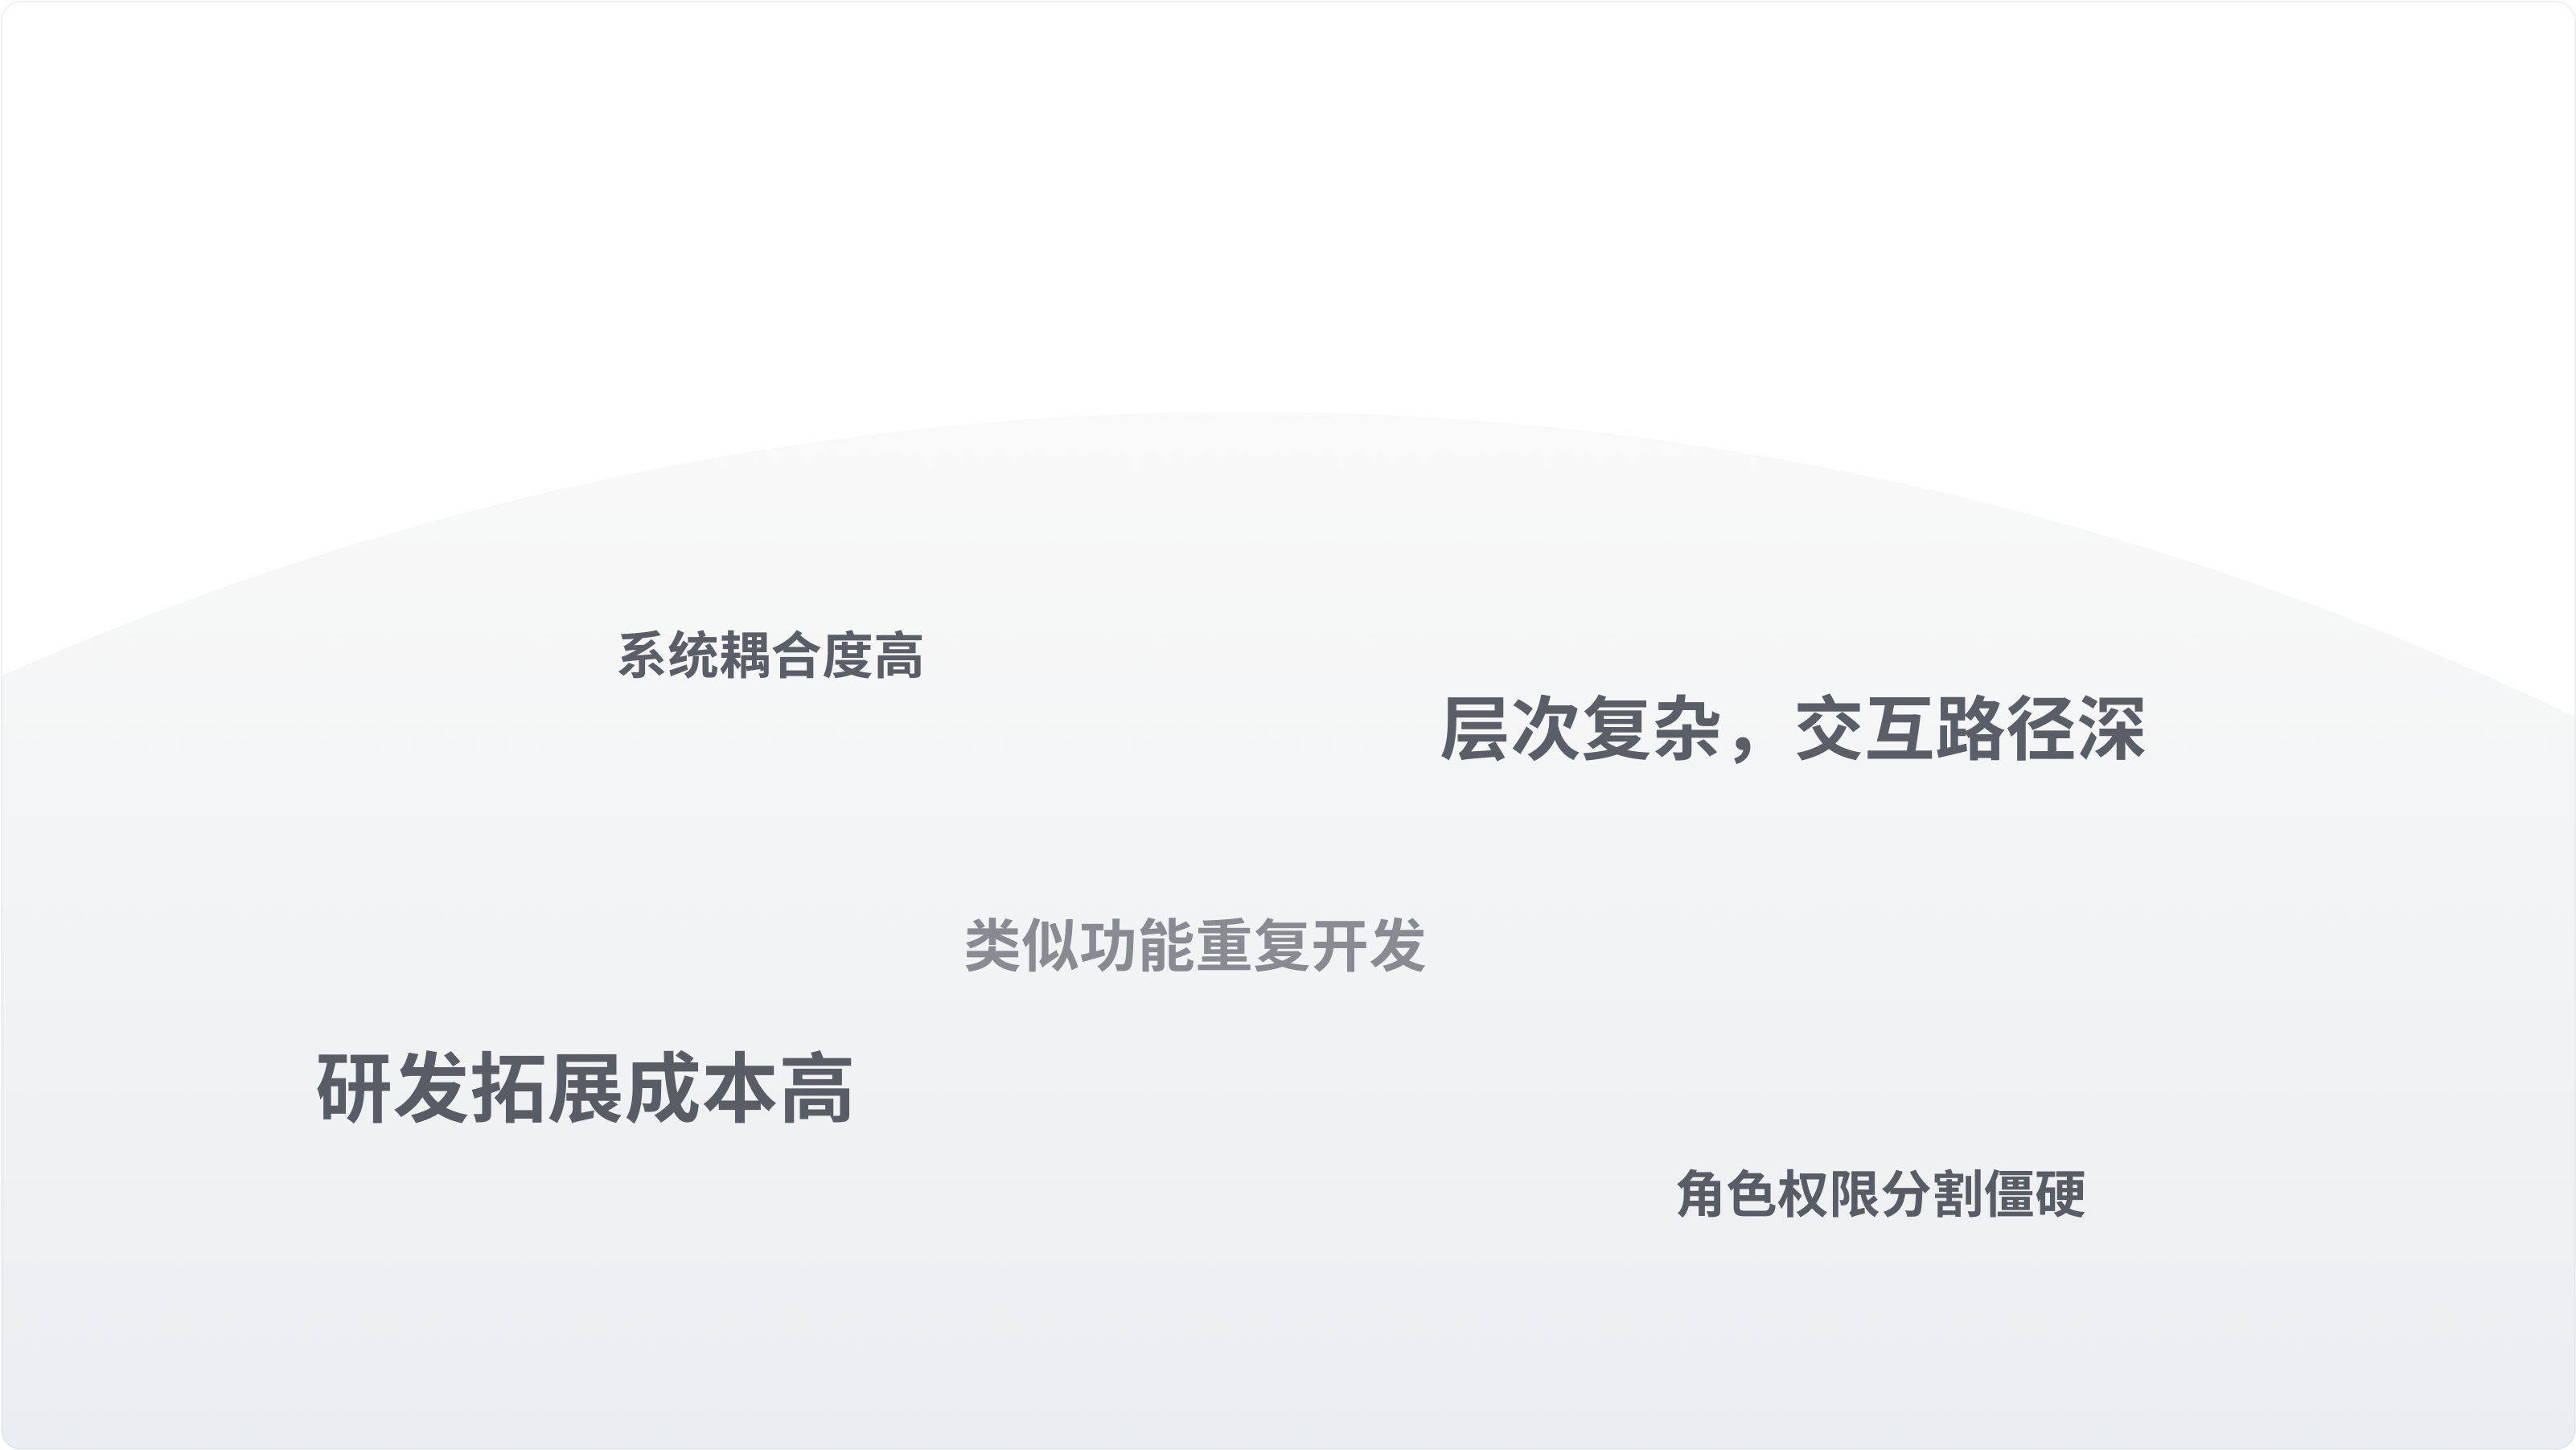 系统耦合度高
层次复杂，交互路径深
类似功能重复开发
研发拓展成本高
角色权限分割僵硬